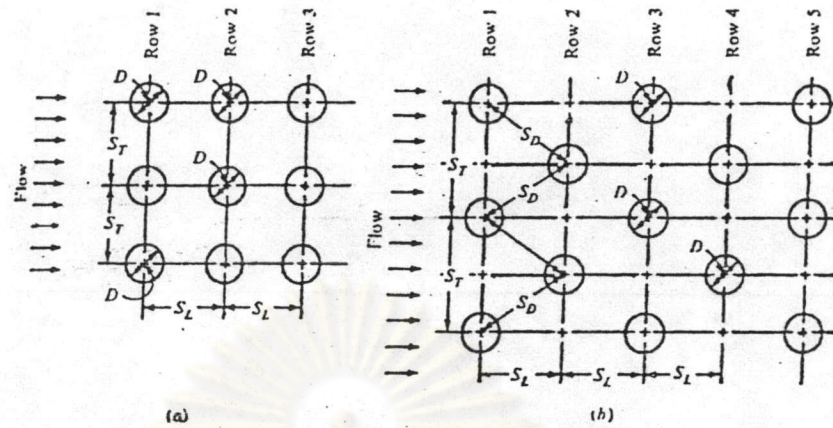 Row 1
Row 2
Row 3
D
D
D
D
S_T
S_T
Flow
S_L
S_L
(a)
Row 1
Row 2
Row 3
Row 4
Row 5
D
D
D
S_D
S_D
S_D
S_T
S_T
Flow
S_L
S_L
S_L
(b)